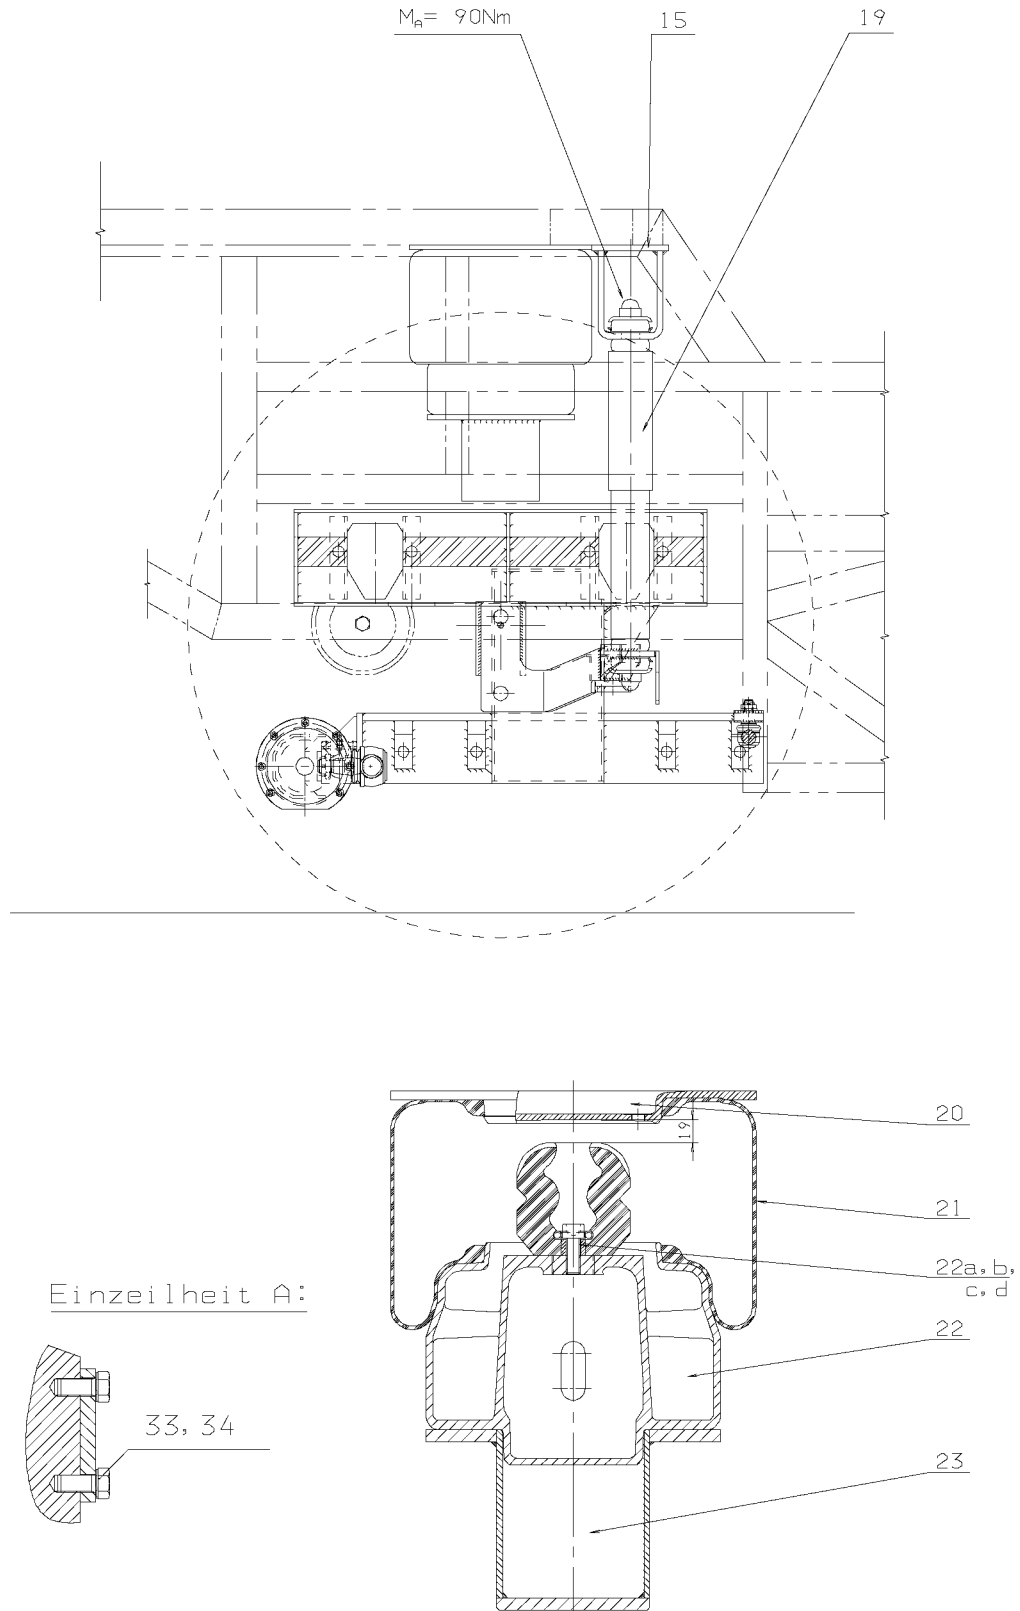 M_A= 90Nm
15
19
20
19
21
22a, b,
c, d
Einzeilheit A:
22
33, 34
23